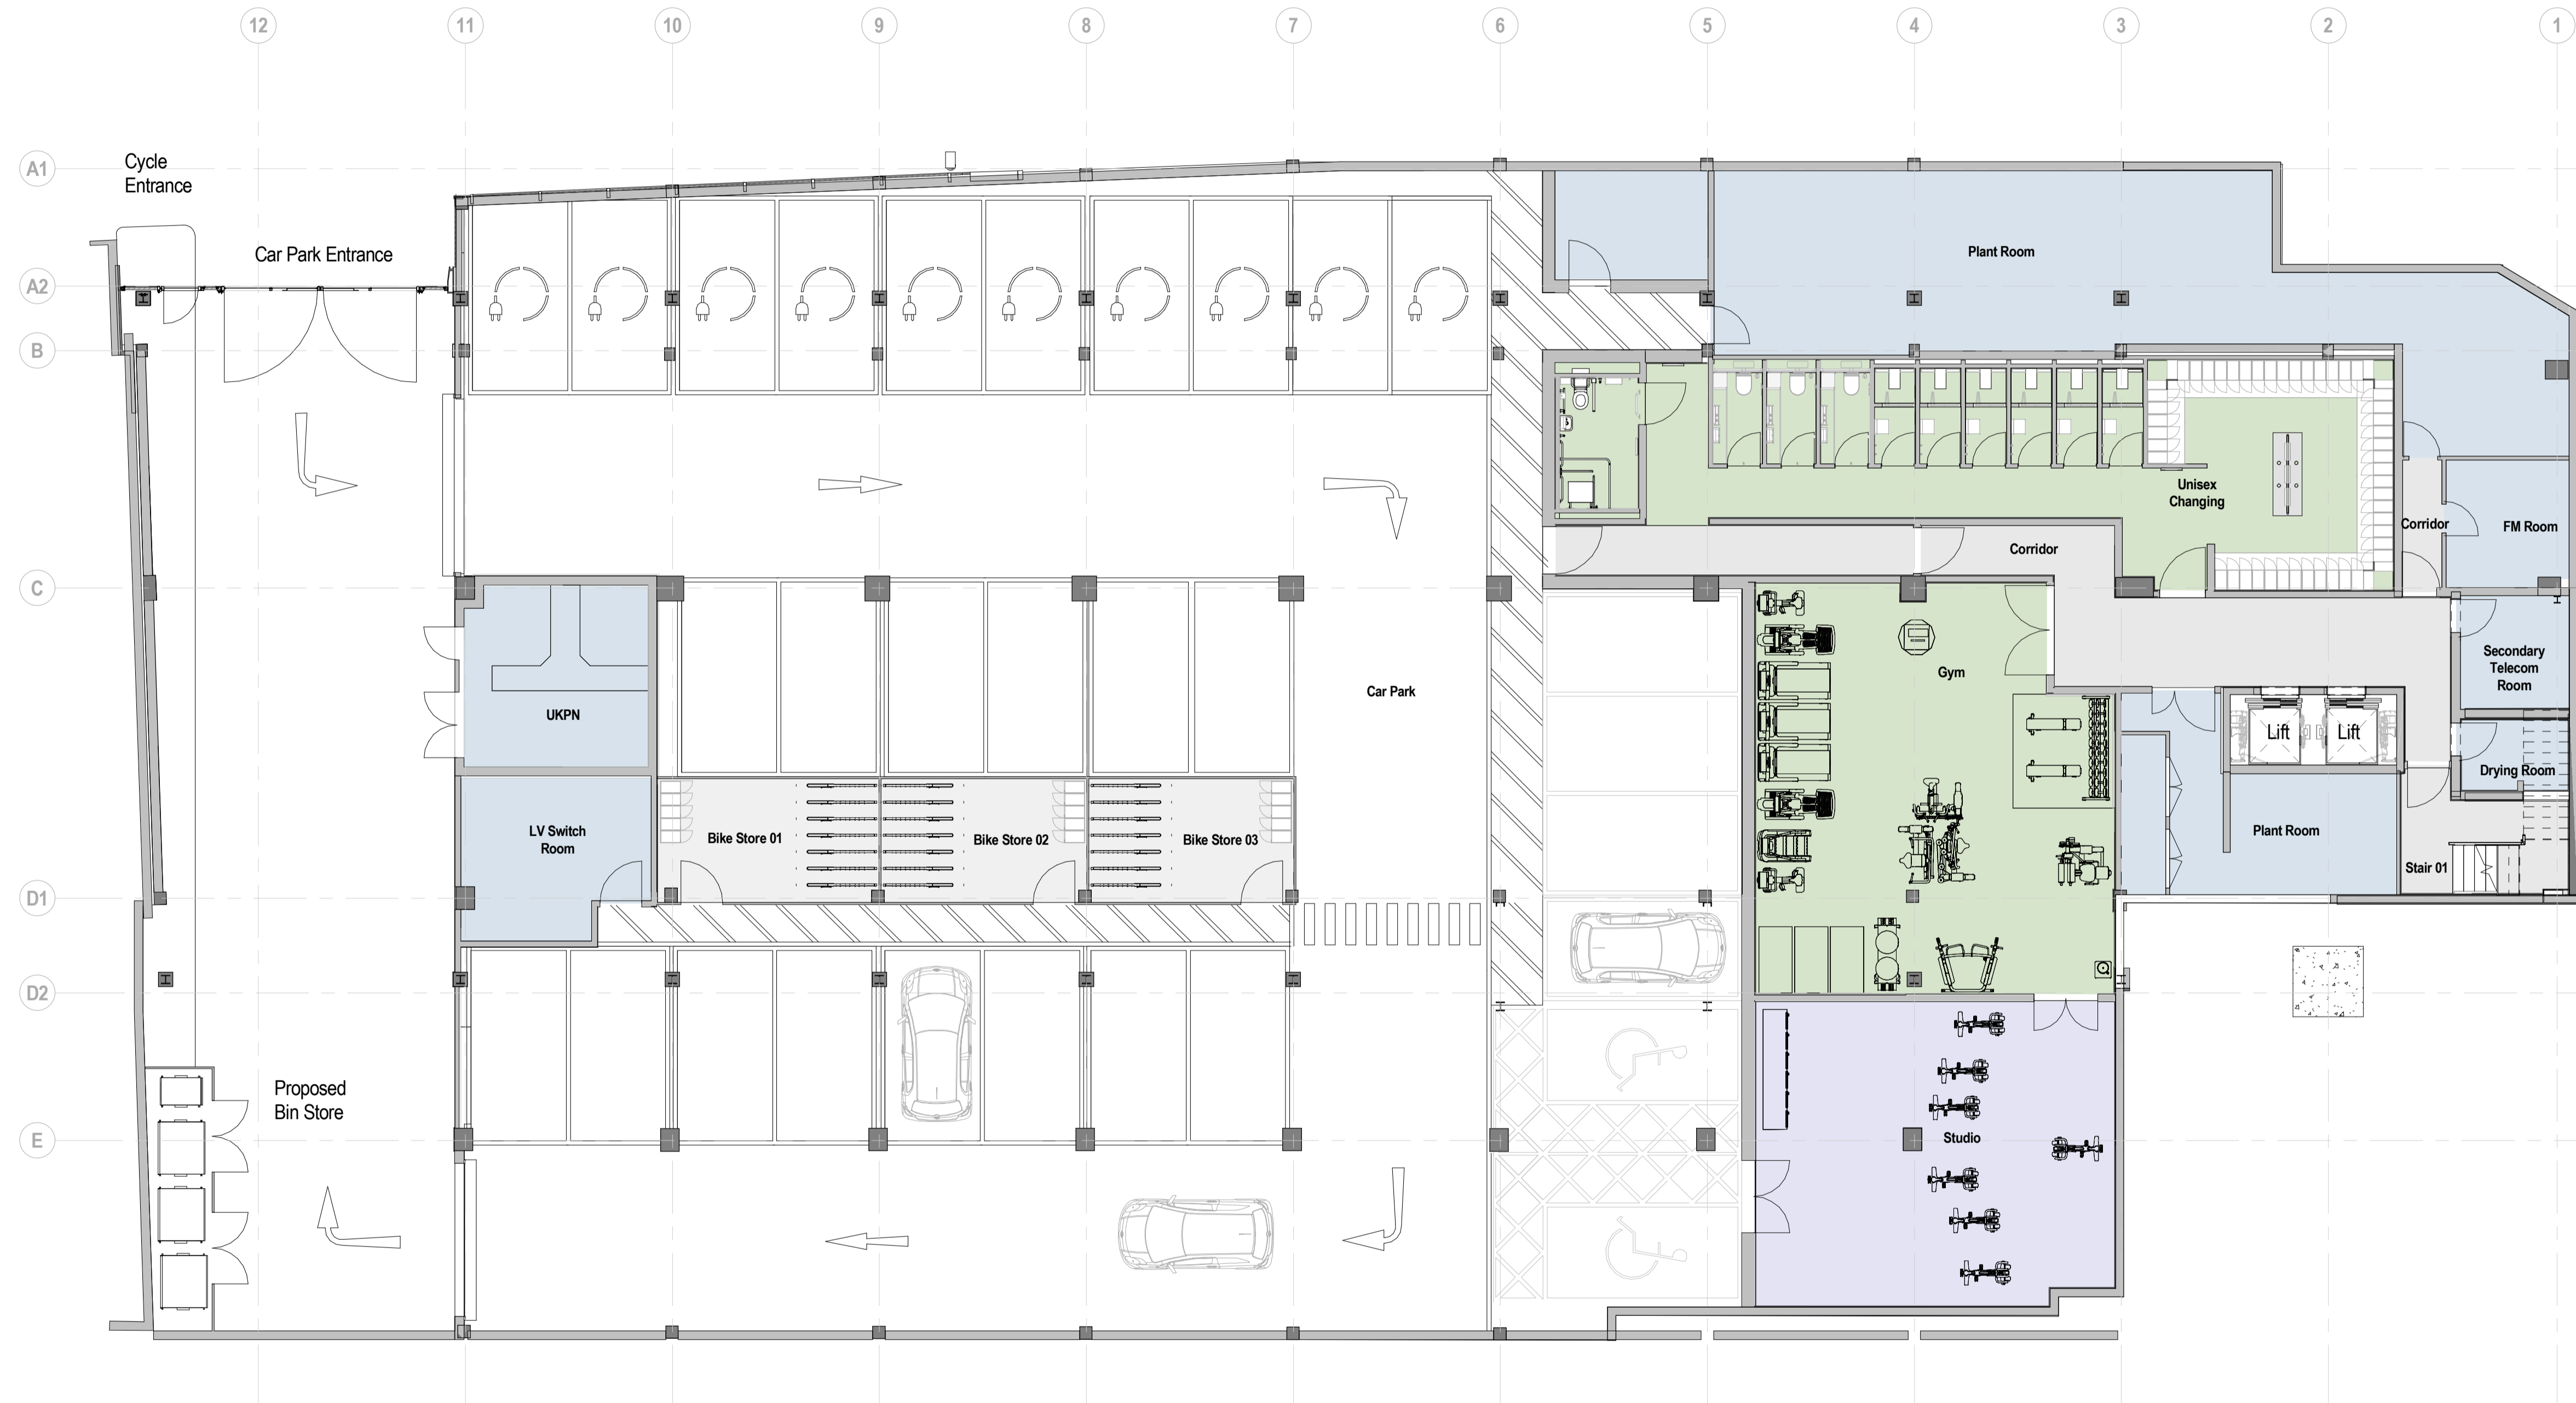 12
11
10
9
8
7
6
5
4
3
2
1
A1
A2
B
C
D1
D2
E
Cycle
Entrance
Car Park Entrance
Plant Room
Unisex
Changing
Corridor
FM Room
Corridor
Secondary
Telecom
Room
Gym
Car Park
UKPN
Lift
Lift
Drying Room
LV Switch
Room
Bike Store 01
Bike Store 02
Bike Store 03
Plant Room
Stair 01
Proposed
Bin Store
Studio